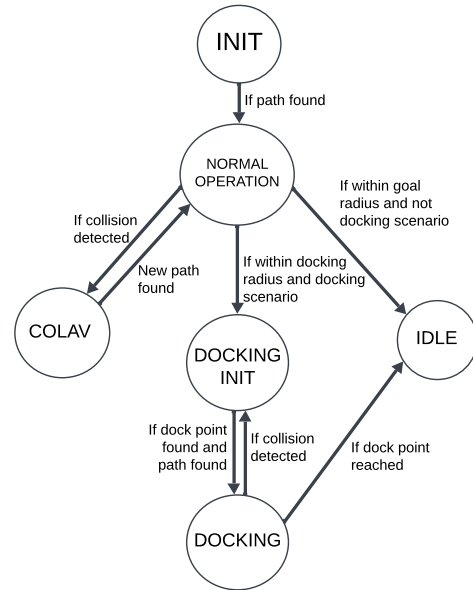 INIT
If path found
NORMAL
OPERATION
If within goal
radius and not
docking scenario
If collision
detected
New path
found
If within docking
radius and docking
scenario
COLAV
IDLE
DOCKING
INIT
If dock point
found and
path found
If collision
detected
If dock point
reached
DOCKING